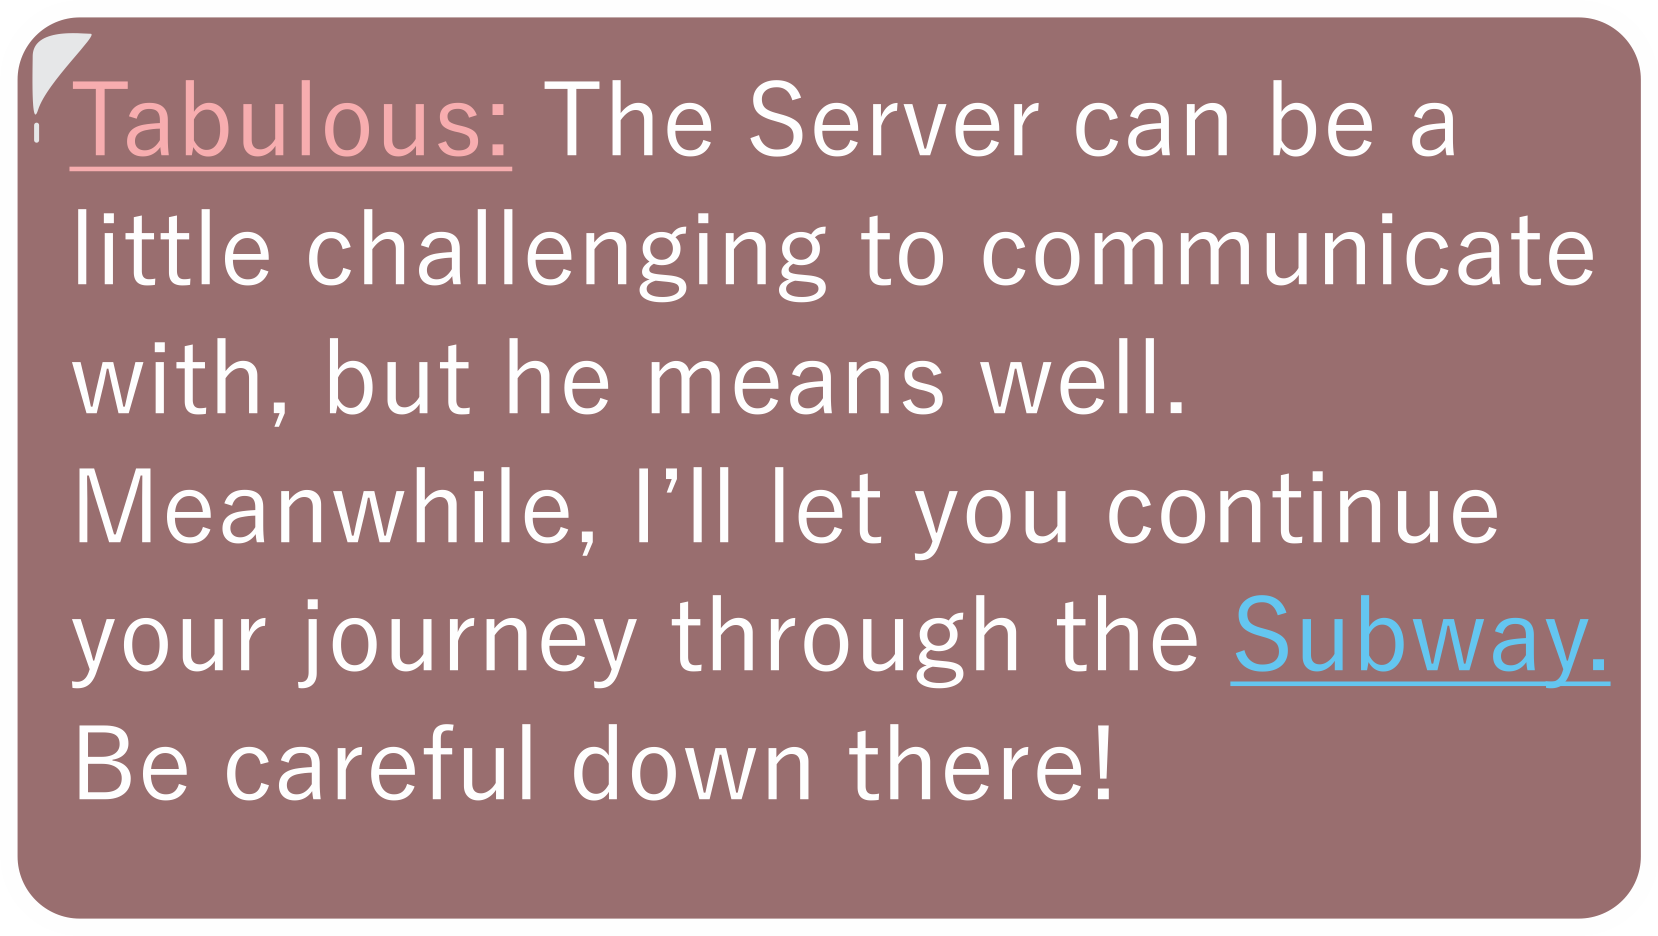 Tabulous: The Server can be a
little challenging to communicate
with, but he means well.
Meanwhile, I’ll let you continue
your journey through the Subway.
Be careful down there!